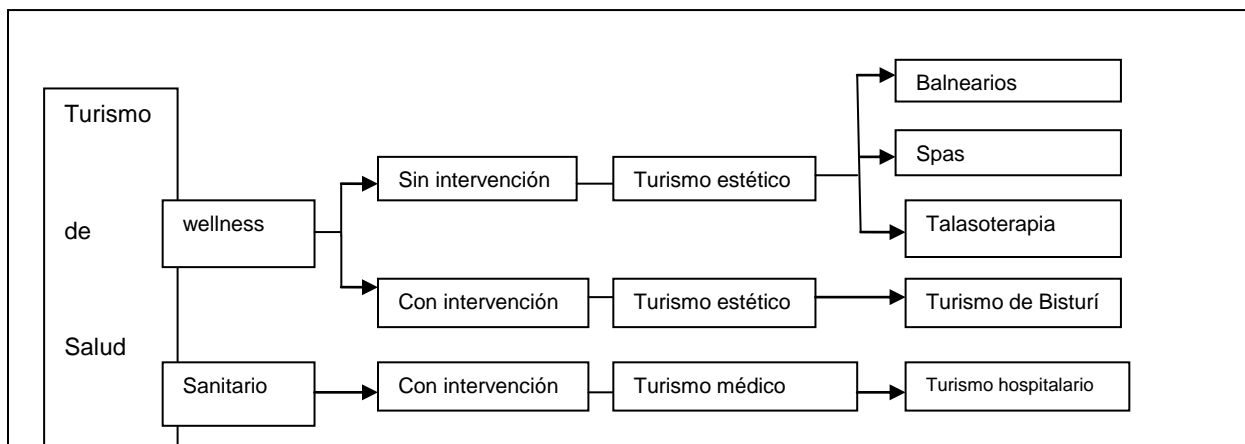 Turismo
de
Salud
wellness
Sin intervención
Turismo estético
Balnearios
Spas
Talasoterapia
Con intervención
Turismo estético
Turismo de Bisturí
Sanitario
Con intervención
Turismo médico
Turismo hospitalario